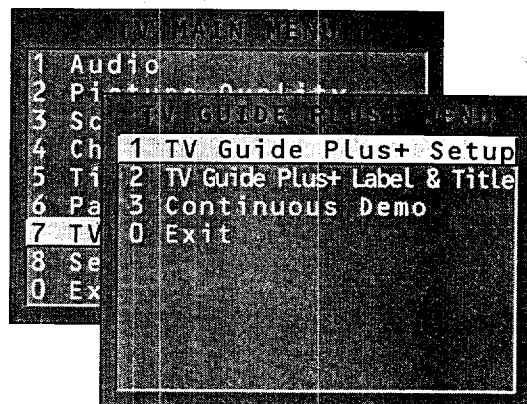 TV MAIN MENU
1 Audio
2 Picture Quality
3 Sc
4 Ch
5 Ti
6 Pa
7 TV
8 Se
0 Ex
TV GUIDE PLUS+ MENU
1 TV Guide Plus+ Setup
2 TV Guide Plus+ Label & Title
3 Continuous Demo
0 Exit